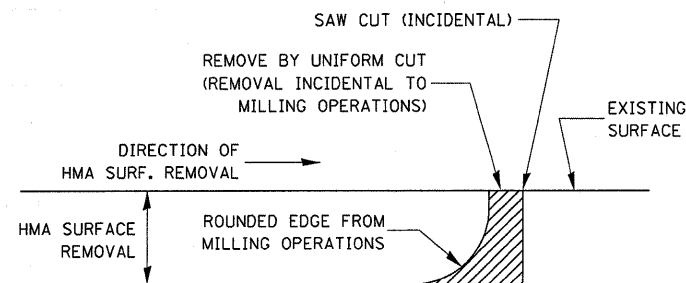 SAW CUT (INCIDENTAL)
REMOVE BY UNIFORM CUT
(REMOVAL INCIDENTAL TO
MILLING OPERATIONS)
EXISTING
SURFACE
DIRECTION OF
HMA SURF. REMOVAL
HMA SURFACE
REMOVAL
ROUNDED EDGE FROM
MILLING OPERATIONS